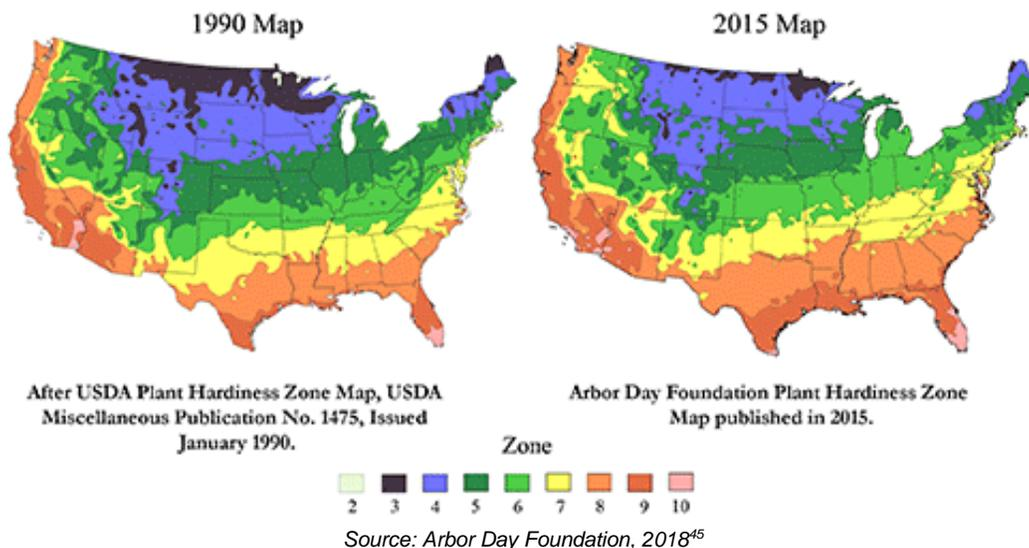 1990 Map
2015 Map
After USDA Plant Hardiness Zone Map, USDA
Miscellaneous Publication No. 1475, Issued
January 1990.
Arbor Day Foundation Plant Hardiness Zone
Map published in 2015.
Zone
2 3 4 5 6 7 8 9 10
Source: Arbor Day Foundation, 2018⁴⁵